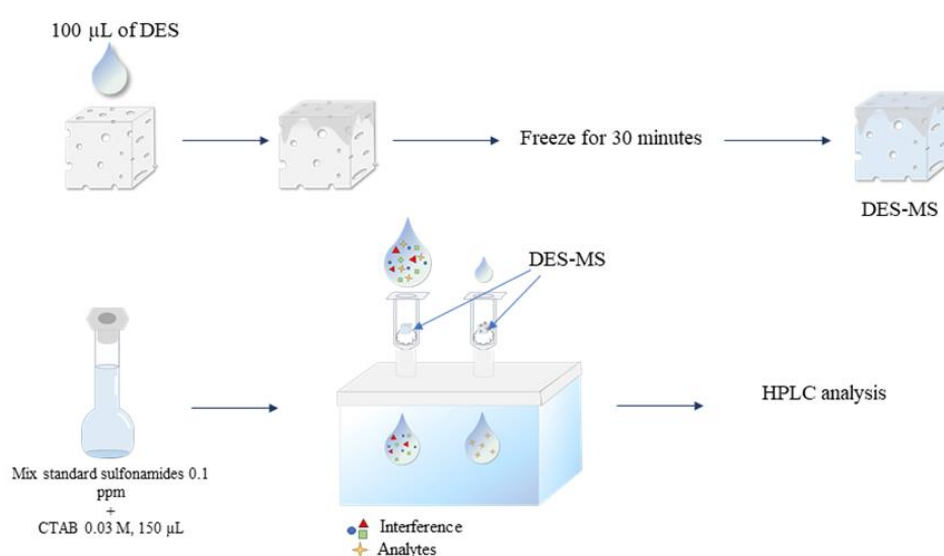 100 µL of DES
Freeze for 30 minutes
DES-MS
DES-MS
HPLC analysis
Mix standard sulfonamides 0.1
ppm
+
CTAB 0.03 M, 150 µL
Interference
Analytes